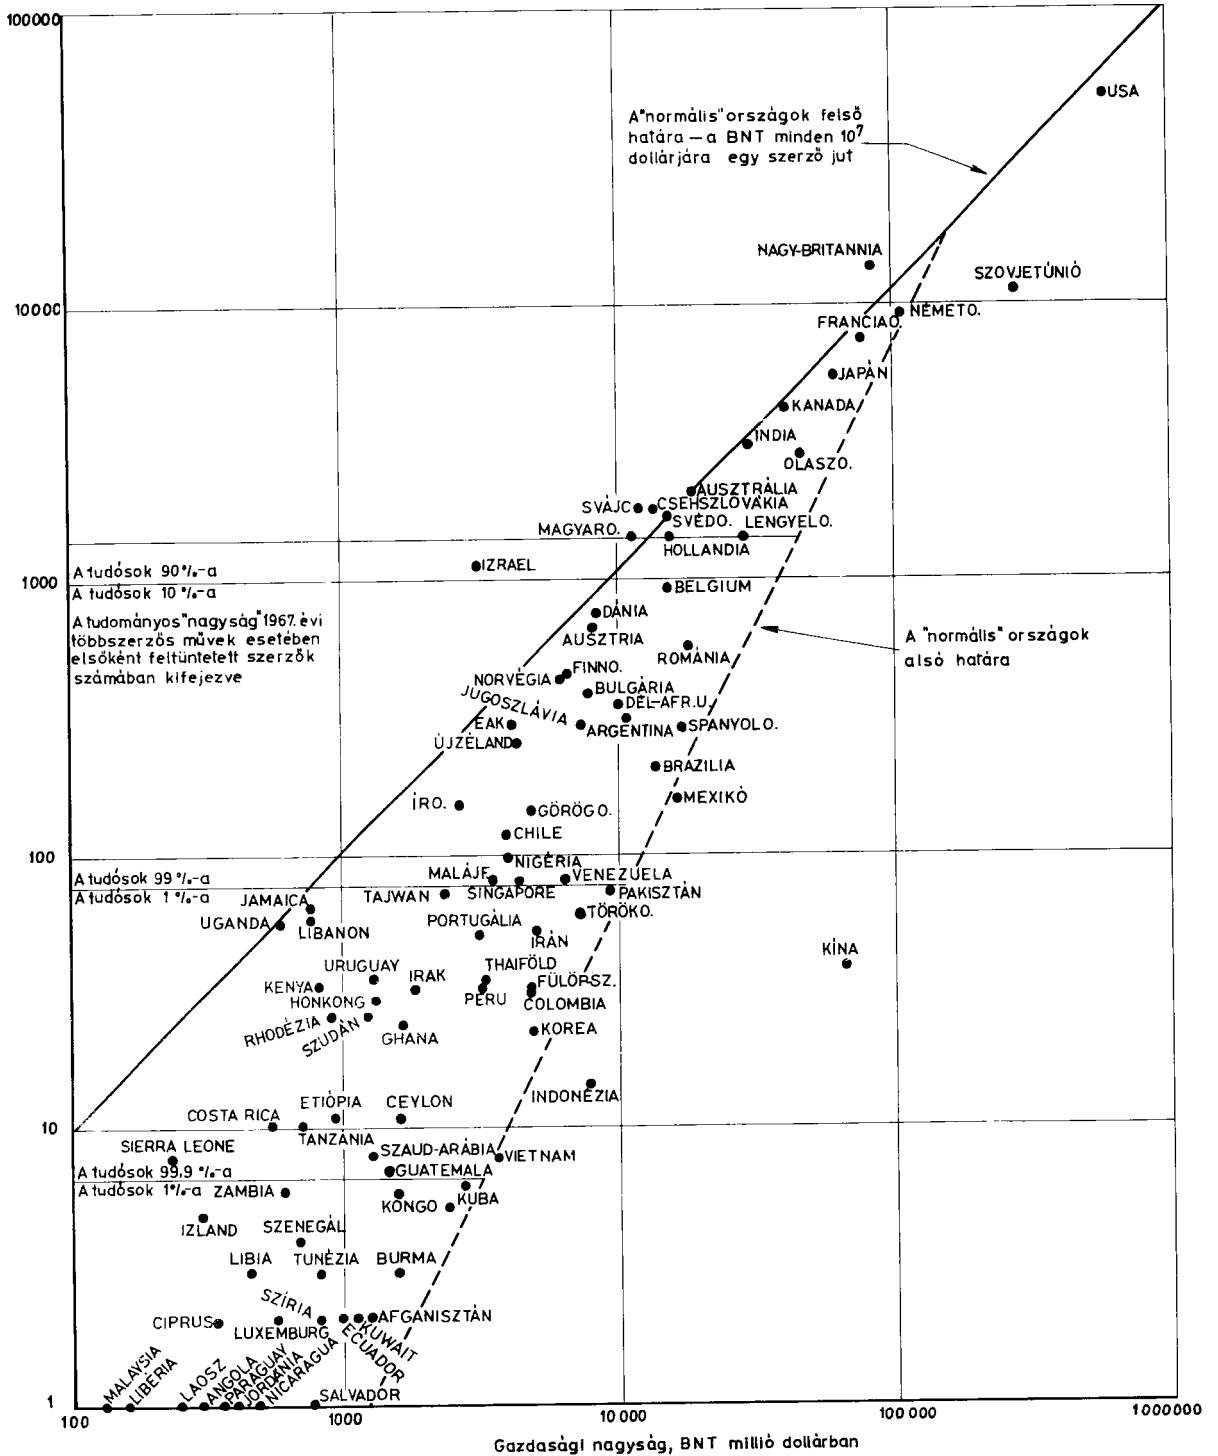 100000
USA
A "normális" országok felső
határa — a BNT minden 10⁷
dollárjára egy szerző jut
NAGY-BRITANNIA
SZOVJETÚNIÓ
10000
NÉMETO.
FRANCIAO.
JAPÁN
KANADA
INDIA
OLASZO.
AUSZTRÁLIA
SVÁJC
CSEHSZLOVÁKIA
SVÉDO.
LENGYELO.
MAGYARO.
HOLLANDIA
IZRAEL
A tudósok 90 %-a
1000
A tudósok 10 %-a
BELGIUM
A tudományos "nagyság" 1967. évi
többszerzős művek esetében
elsőként feltüntetett szerzők
számában kifejezve
DÁNIA
AUSZTRIA
A "normális" országok
alsó határa
ROMÁNIA
FINNO.
NORVÉGIA
BULGÁRIA
JUGOSZLÁVIA
DÉL-AFR.U.
EAK
ARGENTINA
SPANYOLO.
ÚJZÉLAND
BRAZILIA
MEXIKÓ
ÍRO.
GÖRÖGO.
CHILE
100
NIGÉRIA
MALÁJF.
VENEZUELA
A tudósok 99 %-a
A tudósok 1 %-a
TAJWAN
SINGAPORE
PAKISZTÁN
JAMAICA
TÖRÖKO.
UGANDA
LIBANON
PORTUGÁLIA
IRÁN
KÍNA
URUGUAY
IRAK
THAIFÖLD
KENYA
FÜLÖPSZ.
HONKONG
PERU
COLOMBIA
RHODÉZIA
SZUDÁN
GHANA
KOREA
INDONÉZIA
ETIÓPIA
CEYLON
COSTA RICA
10
TANZÁNIA
SIERRA LEONE
SZAUD-ARÁBIA
VIETNAM
A tudósok 99,9 %-a
GUATEMALA
A tudósok 1%-a
ZAMBIA
KONGO
KUBA
IZLAND
SZENEGÁL
LIBIA
TUNÉZIA
BURMA
SZÍRIA
CIPRUS
LUXEMBURG
AFGANISZTÁN
KUWAIT
ECUADOR
MALAYSIA
LIBERIA
LAOSZ
ANGOLA
PARAGUAY
JORDÁNIA
NICARAGUA
SALVADOR
1
100
1000
10 000
100 000
1000000
Gazdasági nagyság, BNT millió dollárban